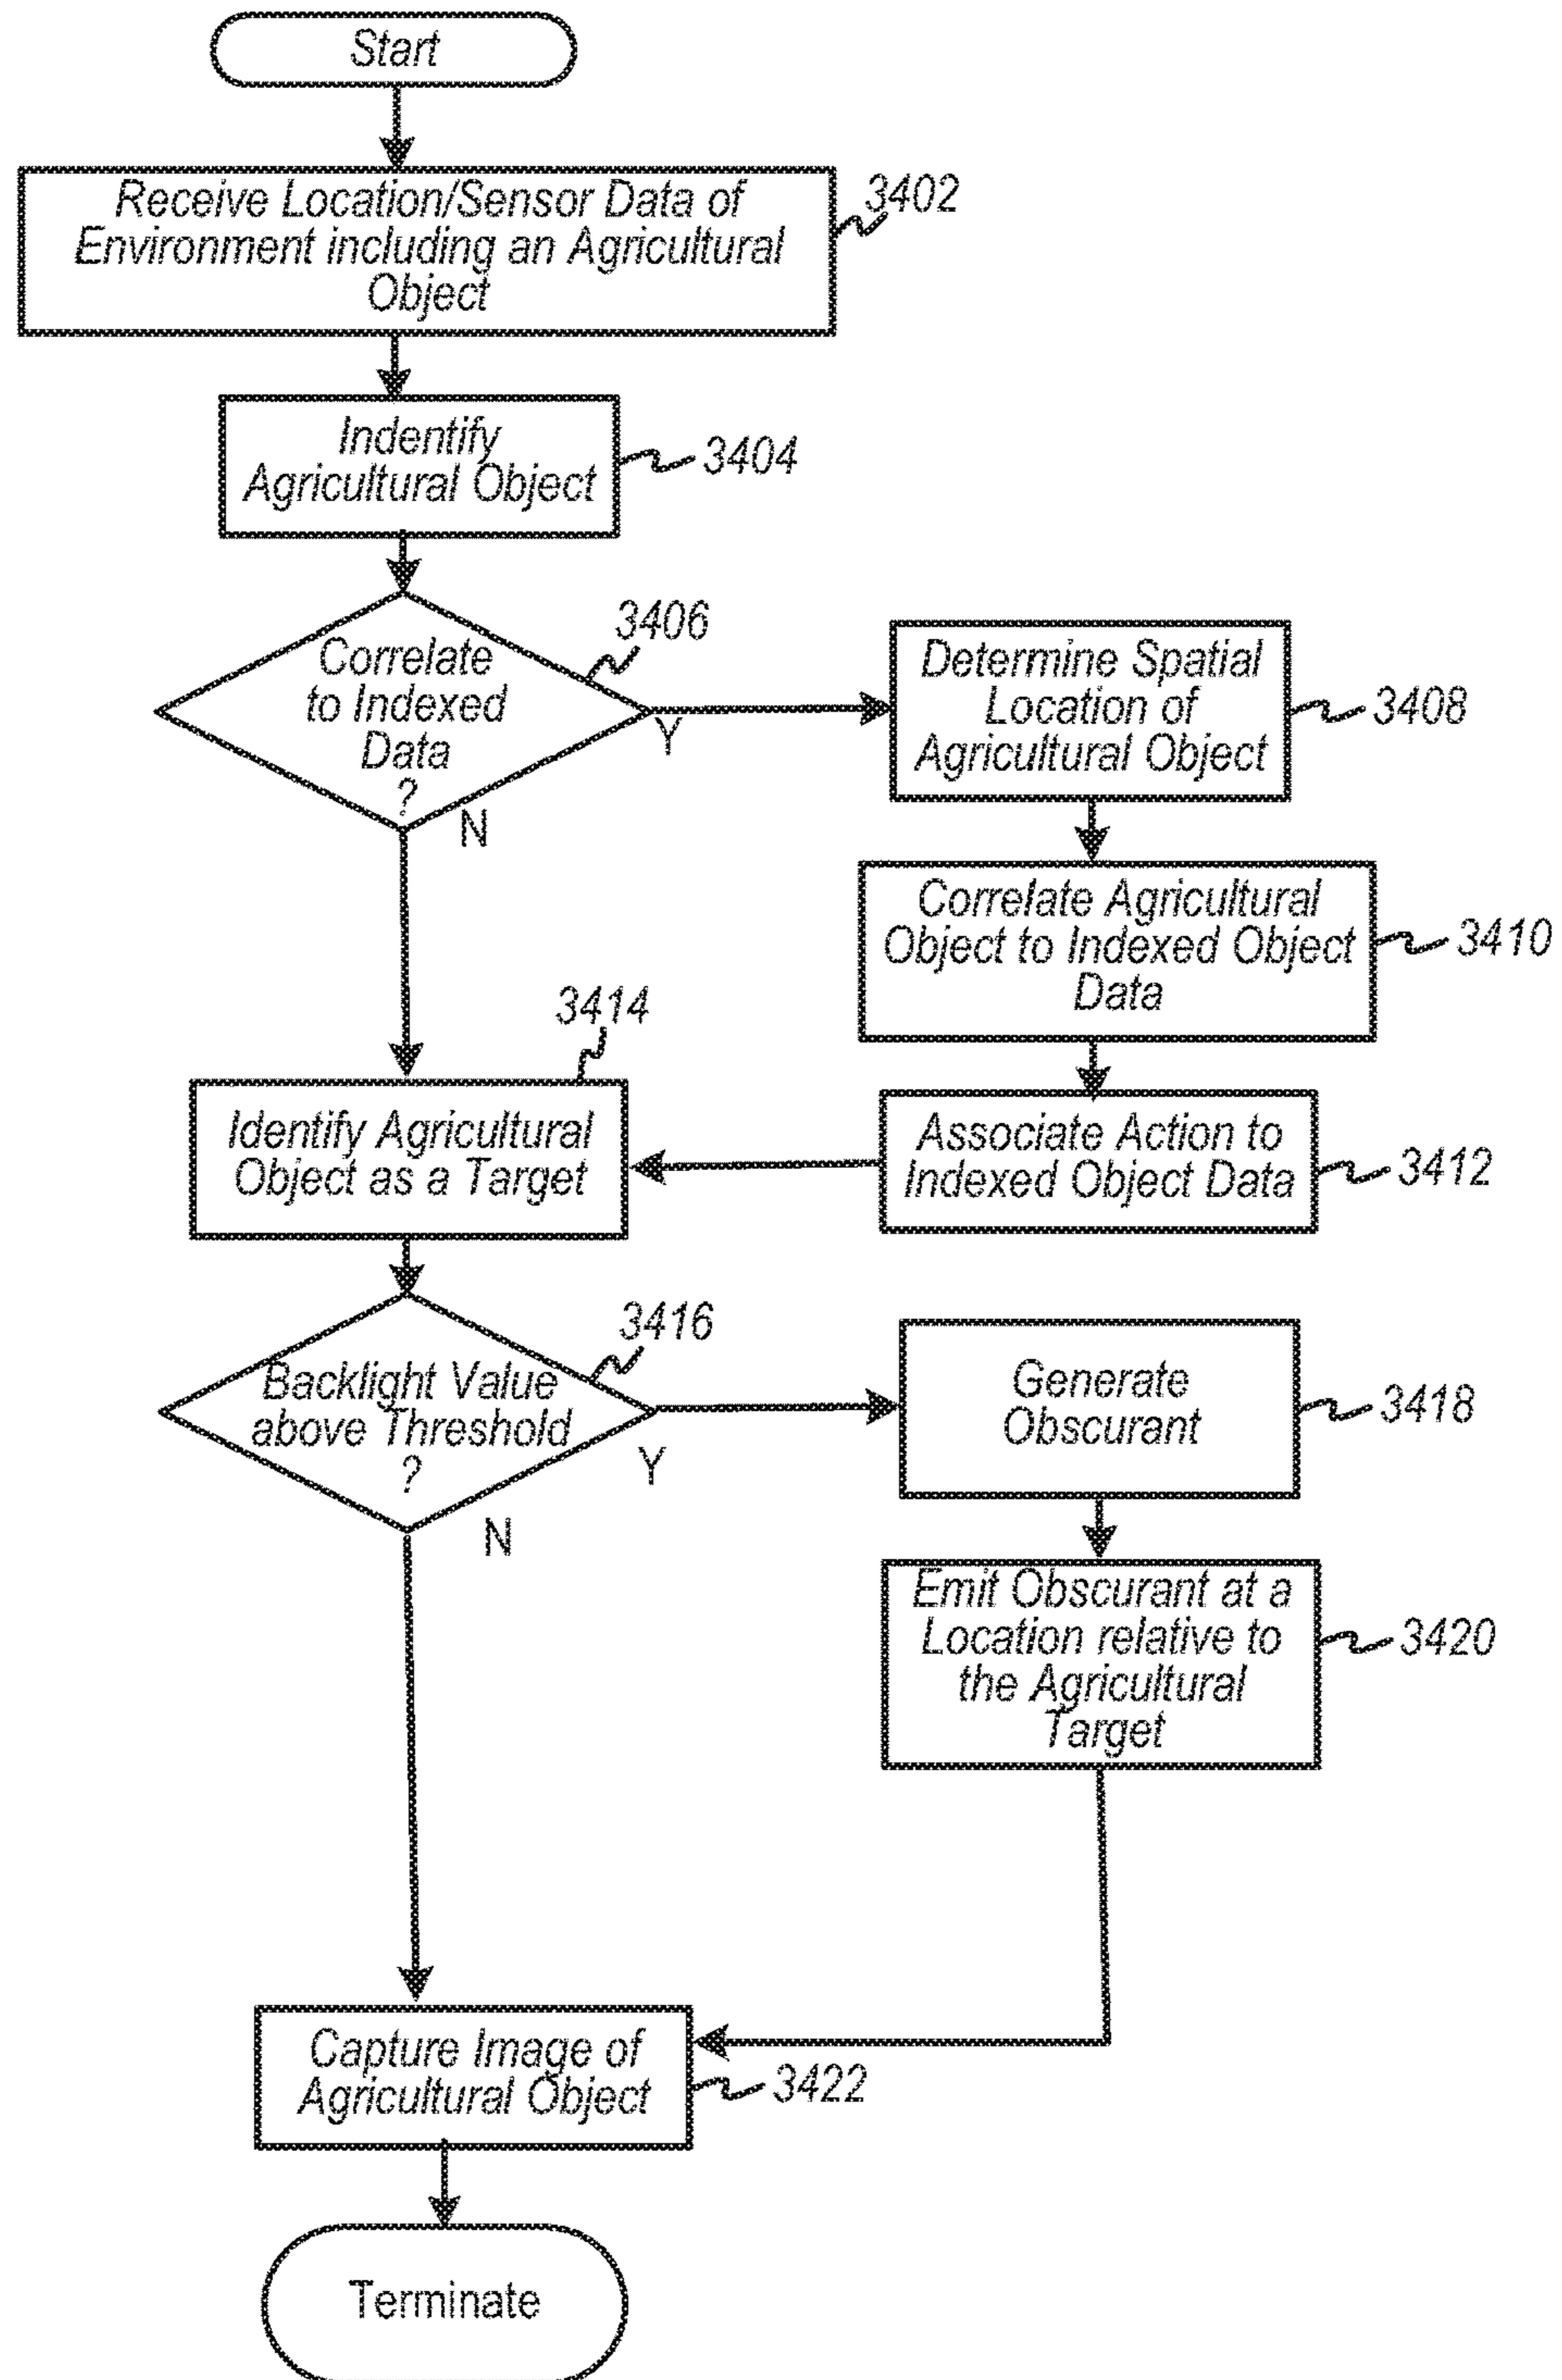 Start
Receive Location/Sensor Data of
Environment including an Agricultural
Object
3402
Indentify
Agricultural Object
3404
Correlate
to Indexed
Data
?
3406
Y
N
Determine Spatial
Location of
Agricultural Object
3408
Correlate Agricultural
Object to Indexed Object
Data
3410
Associate Action to
Indexed Object Data
3412
3414
Identify Agricultural
Object as a Target
3416
Backlight Value
above Threshold
?
Y
N
Generate
Obscurant
3418
Emit Obscurant at a
Location relative to
the Agricultural
Target
3420
Capture Image of
Agricultural Object
3422
Terminate